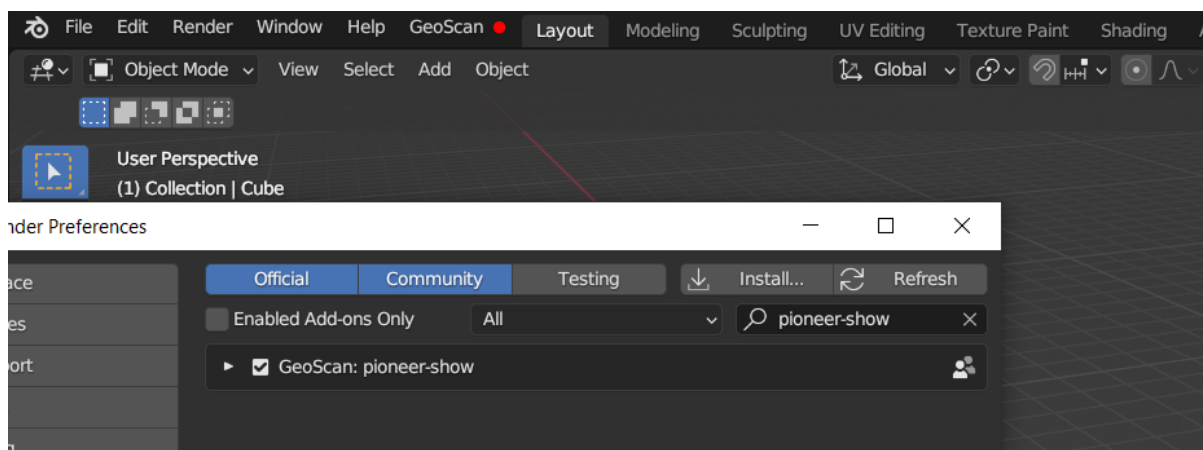 File Edit Render Window Help GeoScan Layout Modeling Sculpting UV Editing Texture Paint Shading
Object Mode View Select Add Object Global
User Perspective
(1) Collection | Cube
nder Preferences
Official Community Testing Install... Refresh
ace
Enabled Add-ons Only All pioneer-show
es
ort
GeoScan: pioneer-show